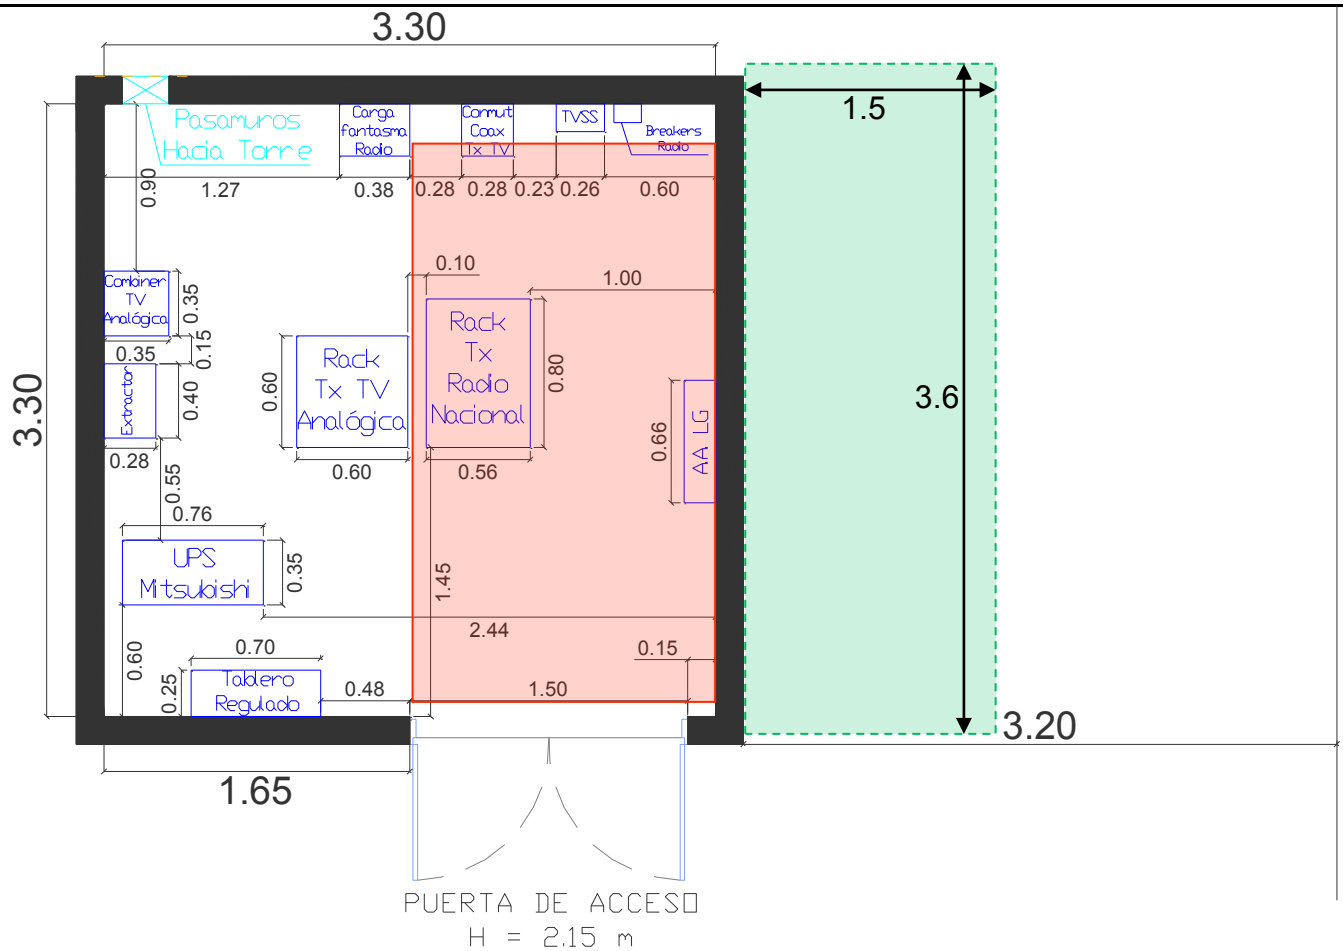 3.30
1.5
Pasamuros
Hacia Torre
Carga
fantasma
Radio
Conmut
Coax
Tx TV
TVSS
Breakers
Radio
0.90
1.27
0.38
0.28
0.28
0.23
0.26
0.60
0.10
1.00
Combiner
TV
Analógica
0.35
0.35
0.15
Extractor
0.40
0.28
0.55
0.60
Rack
Tx TV
Analógica
0.60
Rack
Tx
Radio
Nacional
0.80
0.56
0.66
AA LG
3.30
3.6
0.76
UPS
Mitsubishi
0.35
1.45
2.44
0.60
0.70
0.15
0.25
Tablero
Regulado
0.48
1.50
3.20
1.65
PUERTA DE ACCESO
H = 2.15 m